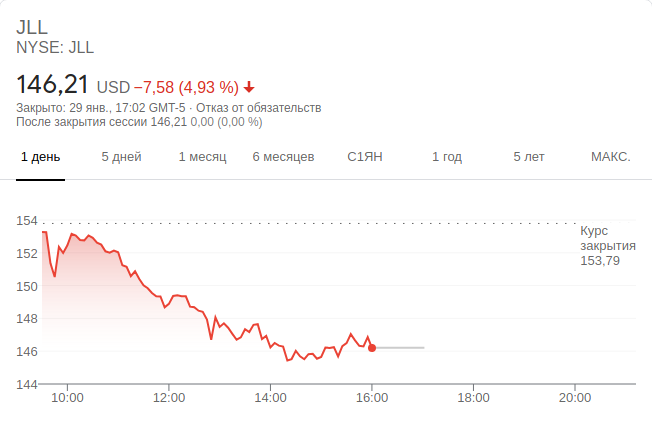 JLL
NYSE: JLL
146,21 USD −7,58 (4,93 %)
Закрыто: 29 янв., 17:02 GMT-5 · Отказ от обязательств
После закрытия сессии 146,21 0,00 (0,00 %)
1 день 5 дней 1 месяц 6 месяцев С1ЯН 1 год 5 лет МАКС.
154
Курс
закрытия
153,79
152
150
148
146
144
10:00 12:00 14:00 16:00 18:00 20:00